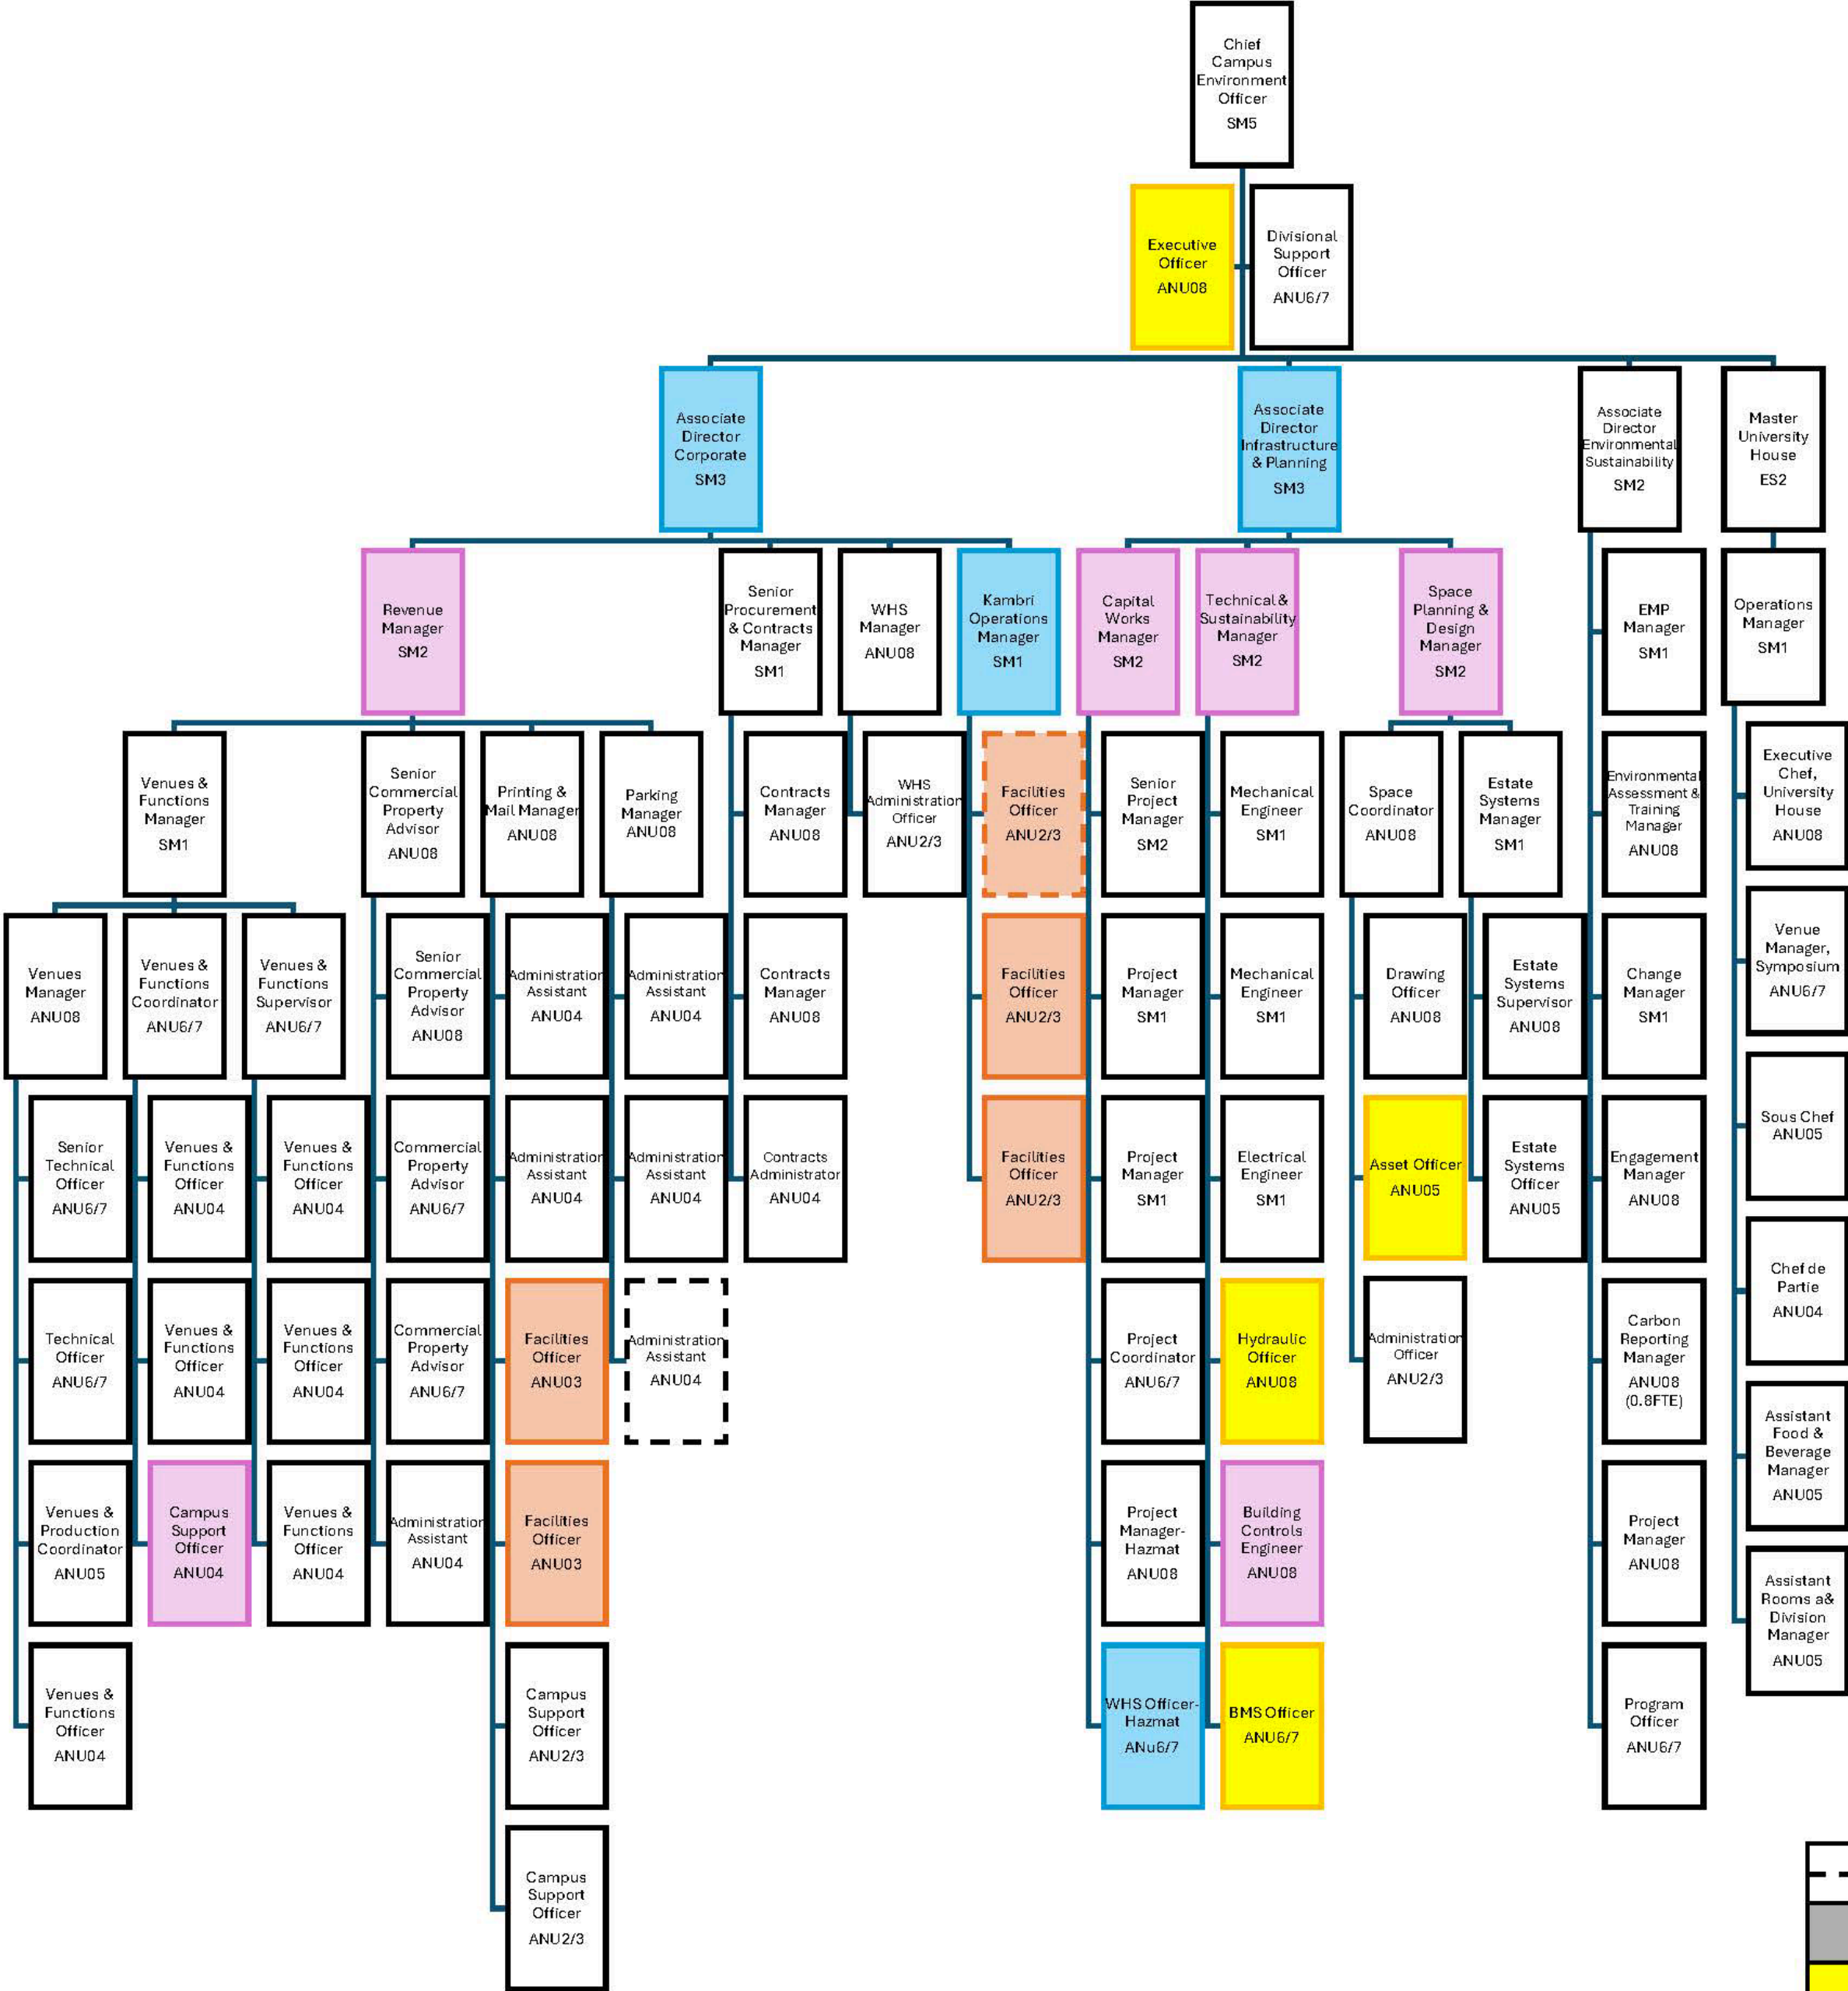 Chief
Campus
Environment
Officer
SM5
Executive
Officer
ANU08
Divisional
Support
Officer
ANU6/7
Associate
Director
Corporate
SM3
Associate
Director
Infrastructure
& Planning
SM3
Associate
Director
Environmental
Sustainability
SM2
Master
University
House
ES2
Revenue
Manager
SM2
Senior
Procurement
& Contracts
Manager
SM1
WHS
Manager
ANU08
Kambri
Operations
Manager
SM1
Capital
Works
Manager
SM2
Technical &
Sustainability
Manager
SM2
Space
Planning &
Design
Manager
SM2
EMP
Manager
SM1
Operations
Manager
SM1
Venues &
Functions
Manager
SM1
Senior
Commercial
Property
Advisor
ANU08
Printing &
Mail Manager
ANU08
Parking
Manager
ANU08
Contracts
Manager
ANU08
WHS
Administration
Officer
ANU2/3
Facilities
Officer
ANU2/3
Senior
Project
Manager
SM2
Mechanical
Engineer
SM1
Space
Coordinator
ANU08
Estate
Systems
Manager
SM1
Environmental
Assessment &
Training
Manager
ANU08
Executive
Chef,
University
House
ANU08
Venues
Manager
ANU08
Venues &
Functions
Coordinator
ANU6/7
Venues &
Functions
Supervisor
ANU6/7
Senior
Commercial
Property
Advisor
ANU08
Administration
Assistant
ANU04
Administration
Assistant
ANU04
Contracts
Manager
ANU08
Facilities
Officer
ANU2/3
Project
Manager
SM1
Mechanical
Engineer
SM1
Drawing
Officer
ANU08
Estate
Systems
Supervisor
ANU08
Change
Manager
SM1
Venue
Manager,
Symposium
ANU6/7
Senior
Technical
Officer
ANU6/7
Venues &
Functions
Officer
ANU04
Venues &
Functions
Officer
ANU04
Commercial
Property
Advisor
ANU6/7
Administration
Assistant
ANU04
Administration
Assistant
ANU04
Contracts
Administrator
ANU04
Facilities
Officer
ANU2/3
Project
Manager
SM1
Electrical
Engineer
SM1
Asset Officer
ANU05
Estate
Systems
Officer
ANU05
Engagement
Manager
ANU08
Sous Chef
ANU05
Technical
Officer
ANU6/7
Venues &
Functions
Officer
ANU04
Venues &
Functions
Officer
ANU04
Commercial
Property
Advisor
ANU6/7
Facilities
Officer
ANU03
Administration
Assistant
ANU04
Project
Coordinator
ANU6/7
Hydraulic
Officer
ANU08
Administration
Officer
ANU2/3
Carbon
Reporting
Manager
ANU08
(0.8FTE)
Chef de
Partie
ANU04
Venues &
Production
Coordinator
ANU05
Campus
Support
Officer
ANU04
Venues &
Functions
Officer
ANU04
Administration
Assistant
ANU04
Facilities
Officer
ANU03
Project
Manager-
Hazmat
ANU08
Building
Controls
Engineer
ANU08
Project
Manager
ANU08
Assistant
Food &
Beverage
Manager
ANU05
Venues &
Functions
Officer
ANU04
Campus
Support
Officer
ANU2/3
WHS Officer-
Hazmat
ANu6/7
BMS Officer
ANU6/7
Program
Officer
ANU6/7
Assistant
Rooms a&
Division
Manager
ANU05
Campus
Support
Officer
ANU2/3